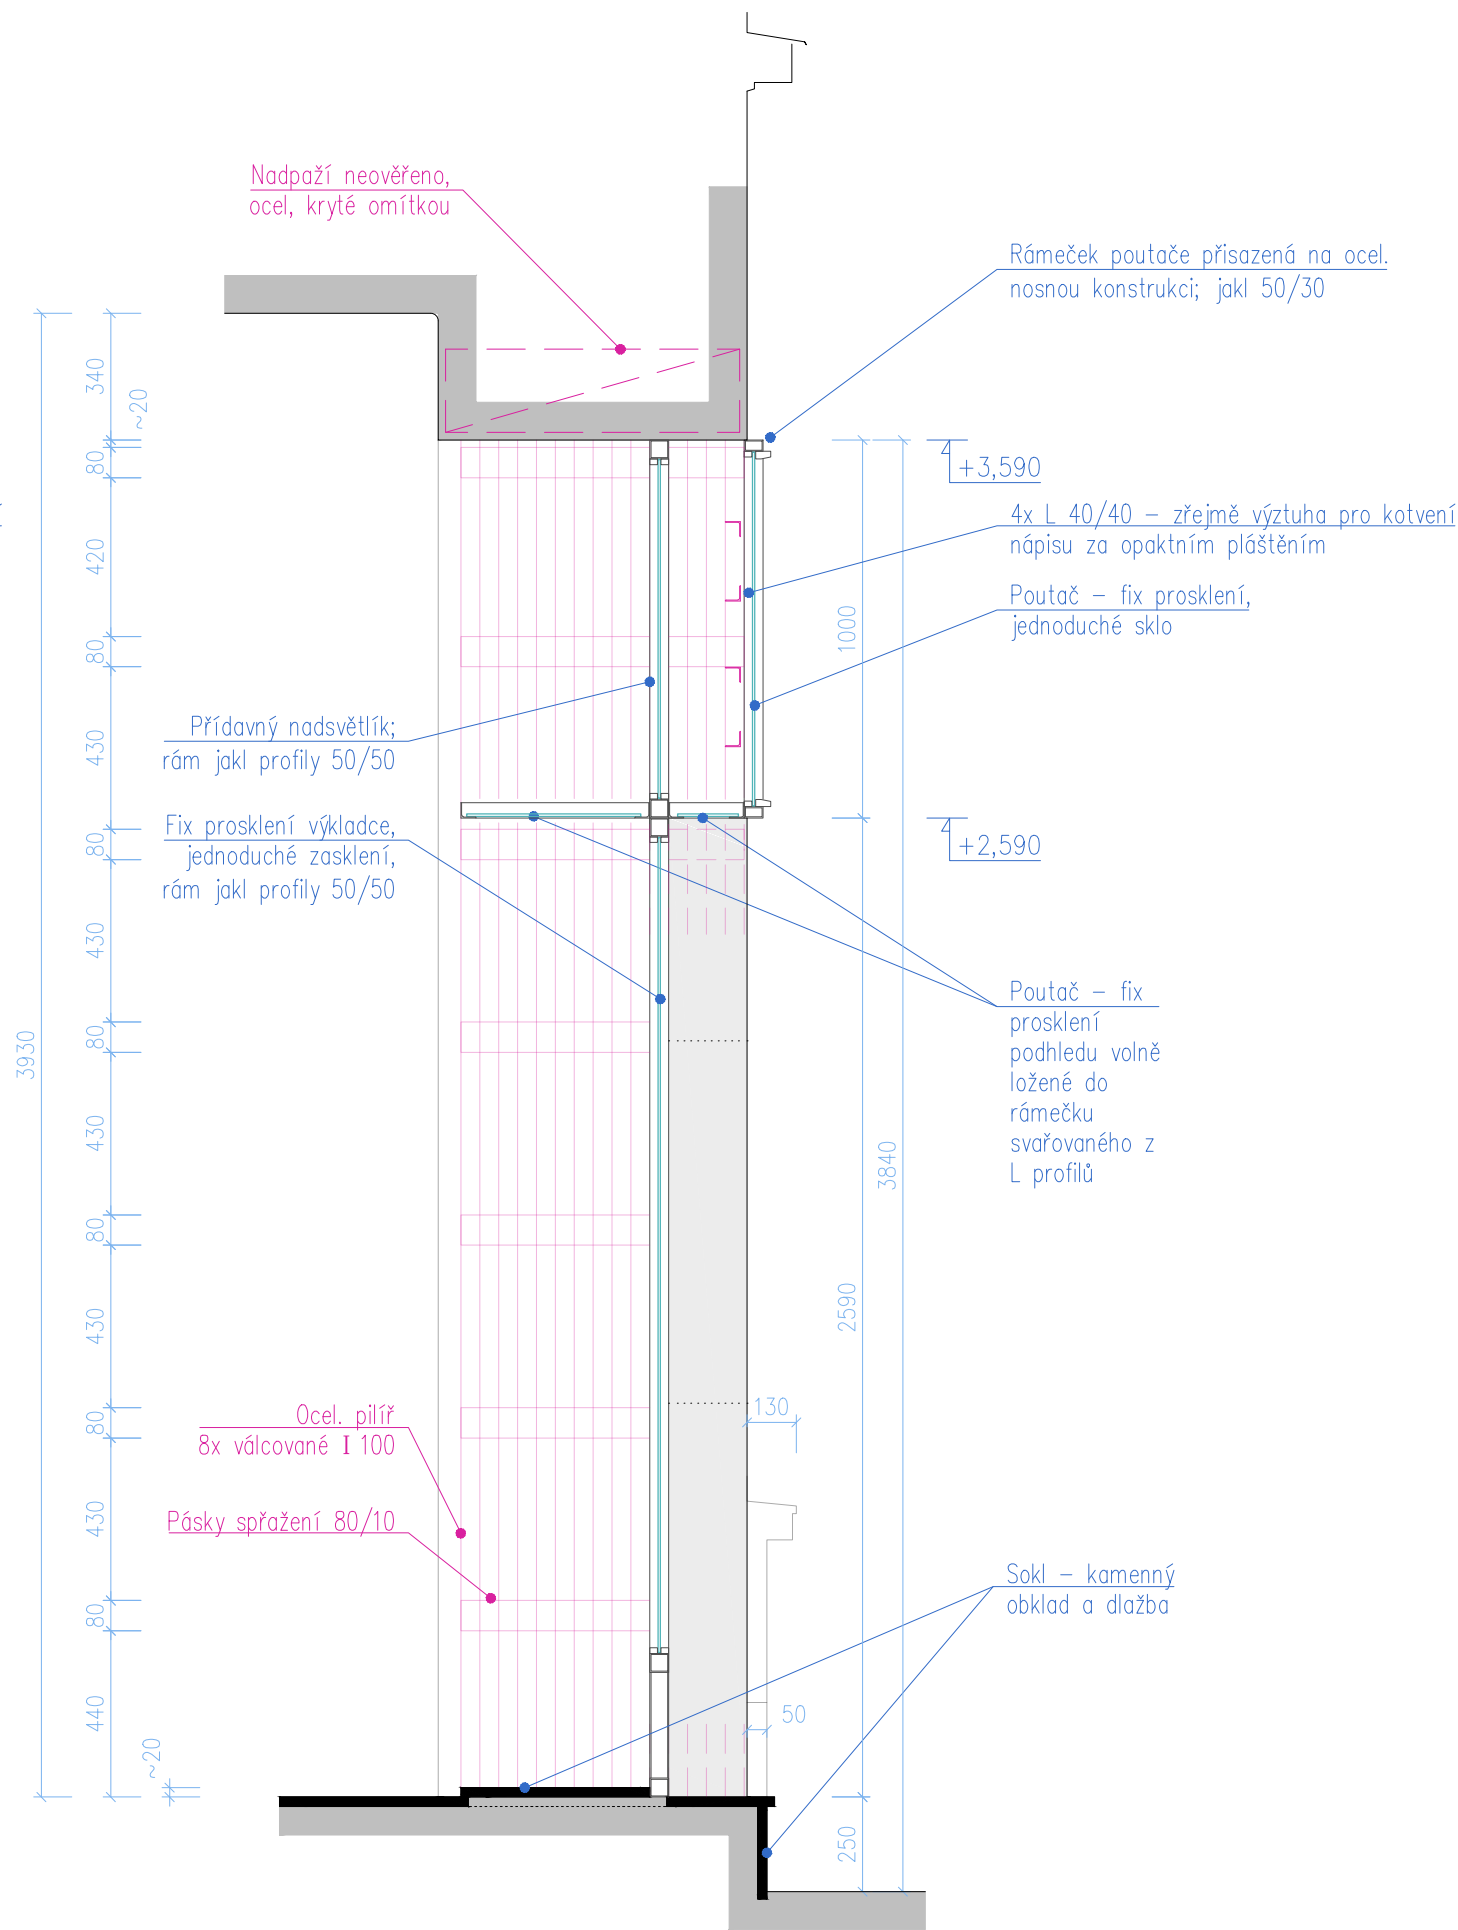 Nadpaží neověřeno,
ocel, kryté omítkou
Rámeček poutače přisazená na ocel.
nosnou konstrukci; jakl 50/30
+3,590
4x L 40/40 – zřejmě výztuha pro kotvení
nápisu za opaktním pláštěním
Poutač – fix prosklení,
jednoduché sklo
Přídavný nadsvětlík;
rám jakl profily 50/50
Fix prosklení výkladce,
jednoduché zasklení,
rám jakl profily 50/50
+2,590
Poutač – fix
prosklení
podhledu volně
ložené do
rámečku
svařovaného z
L profilů
Ocel. pilíř
8x válcované I 100
Pásky spřažení 80/10
Sokl – kamenný
obklad a dlažba
3930
340
~20
80
420
80
430
80
430
80
430
80
430
80
430
80
440
~20
1000
2590
250
3840
130
50